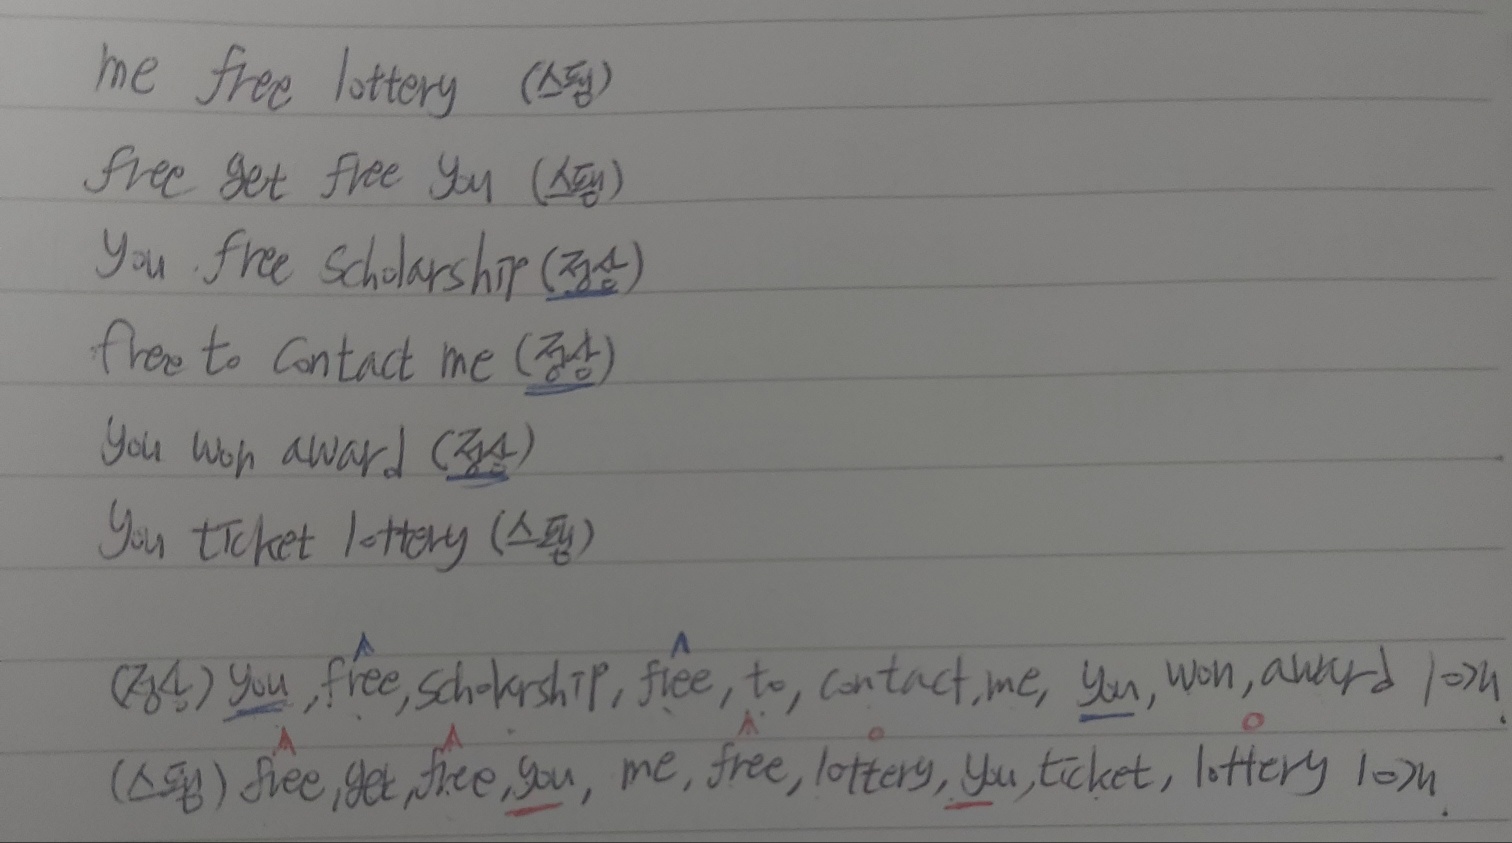 me free lottery (스팸)
free get free you (스팸)
you free scholarship (정상)
free to contact me (정상)
you won award (정상)
you ticket lottery (스팸)
(정상) you, free, scholarship, free, to, contact, me, you, won, award 10개.
(스팸) free, get, free, you, me, free, lottery, you, ticket, lottery 10개.